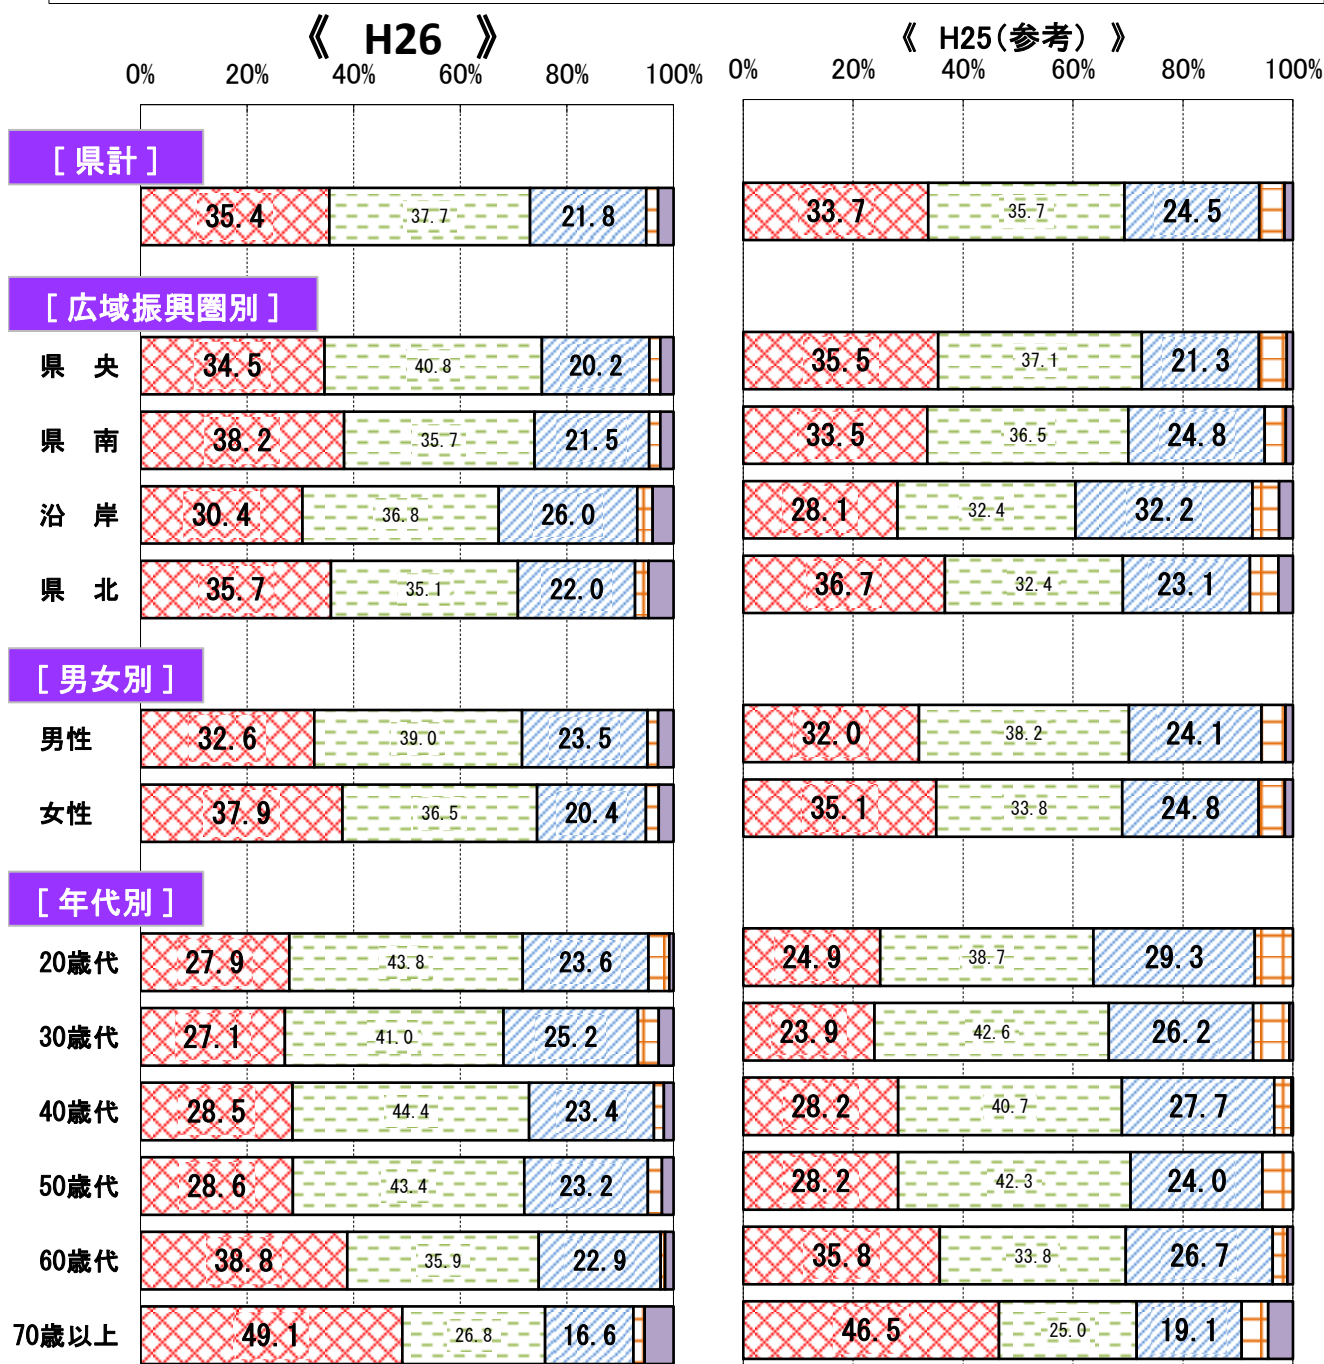 《 H26 》
《 H25(参考) 》
0% 20% 40% 60% 80% 100%
0% 20% 40% 60% 80% 100%
[ 県計 ]
35.4 37.7 21.8
33.7 35.7 24.5
[ 広域振興圏別 ]
県 央 34.5 40.8 20.2
35.5 37.1 21.3
県 南 38.2 35.7 21.5
33.5 36.5 24.8
沿 岸 30.4 36.8 26.0
28.1 32.4 32.2
県 北 35.7 35.1 22.0
36.7 32.4 23.1
[ 男女別 ]
男性 32.6 39.0 23.5
32.0 38.2 24.1
女性 37.9 36.5 20.4
35.1 33.8 24.8
[ 年代別 ]
20歳代 27.9 43.8 23.6
24.9 38.7 29.3
30歳代 27.1 41.0 25.2
23.9 42.6 26.2
40歳代 28.5 44.4 23.4
28.2 40.7 27.7
50歳代 28.6 43.4 23.2
28.2 42.3 24.0
60歳代 38.8 35.9 22.9
35.8 33.8 26.7
70歳以上 49.1 26.8 16.6
46.5 25.0 19.1